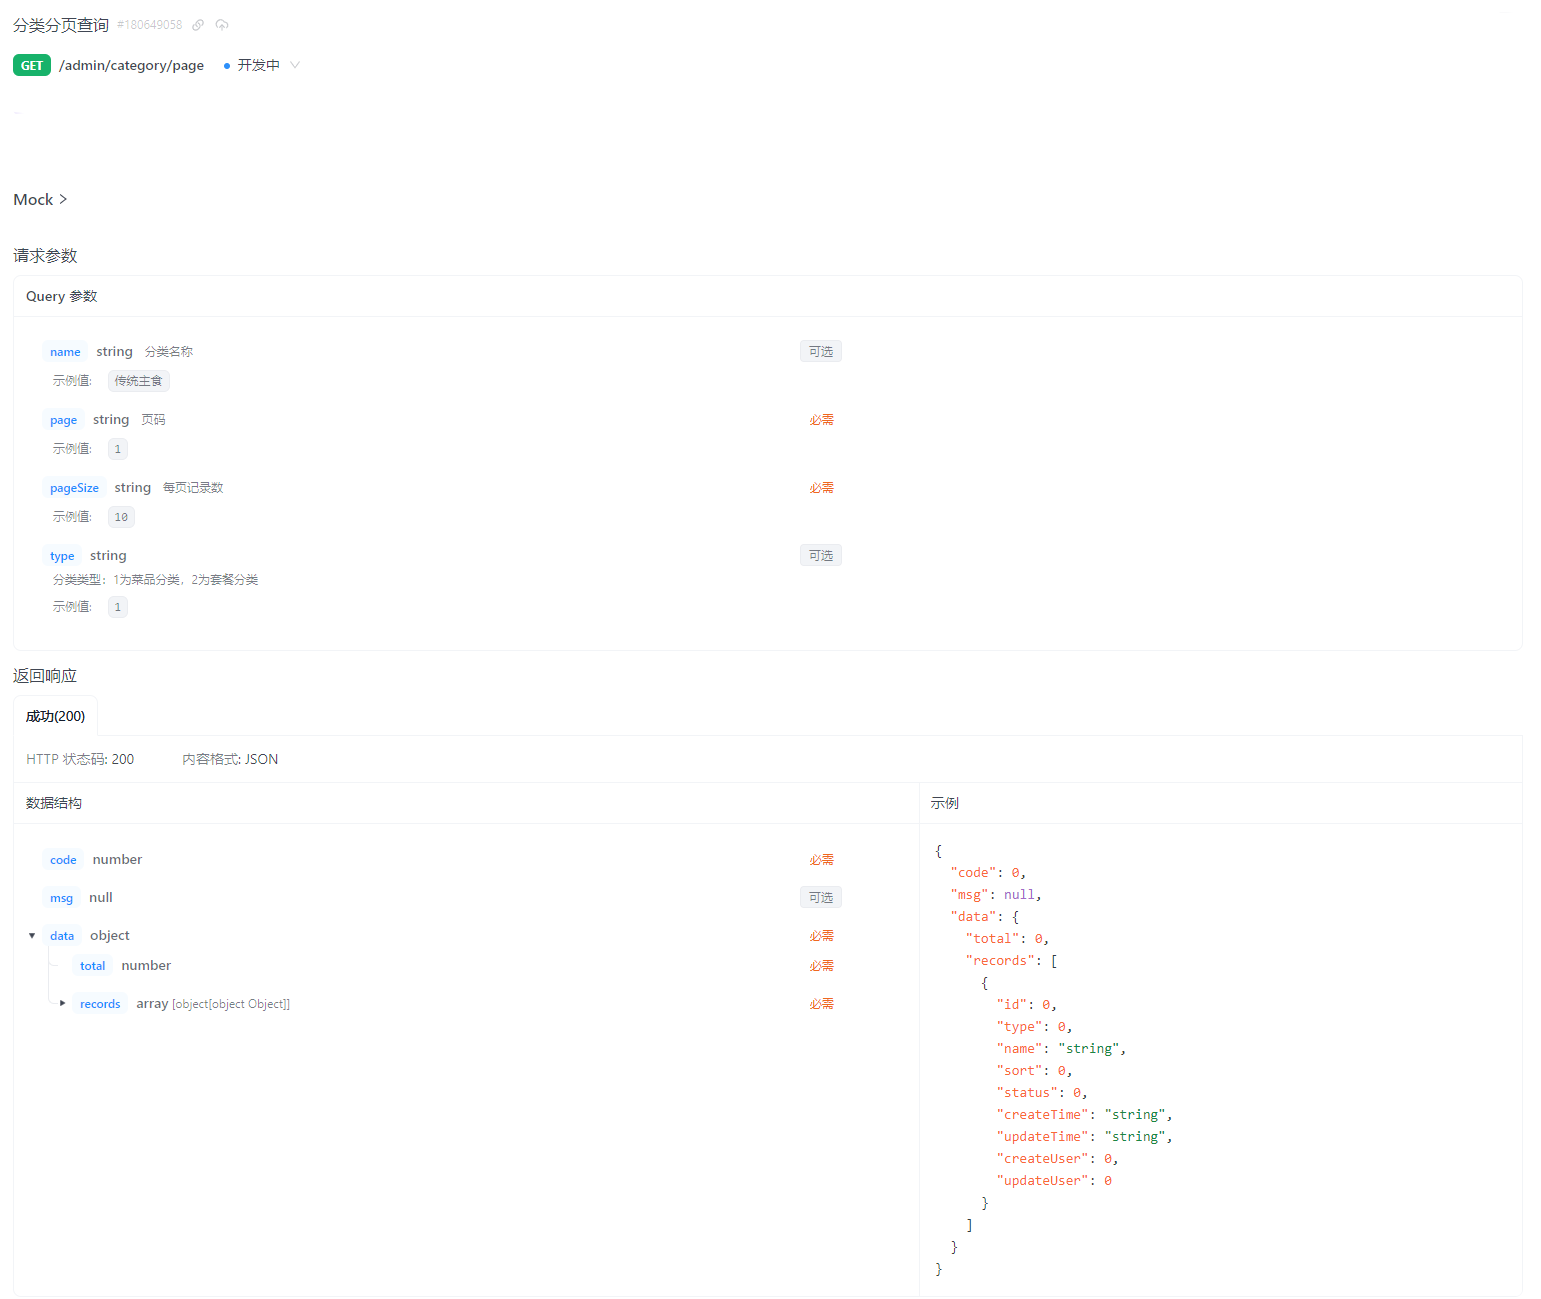 分类分页查询 #180649058
GET /admin/category/page 开发中
Mock >
请求参数
Query 参数
name string 分类名称 可选
示例值: 传统主食
page string 页码 必需
示例值: 1
pageSize string 每页记录数 必需
示例值: 10
type string 可选
分类类型：1为菜品分类，2为套餐分类
示例值: 1
返回响应
成功(200)
HTTP 状态码: 200 内容格式: JSON
数据结构
code number 必需
msg null 可选
data object 必需
total number 必需
records array [object[object Object]] 必需
示例
{
"code": 0,
"msg": null,
"data": {
"total": 0,
"records": [
{
"id": 0,
"type": 0,
"name": "string",
"sort": 0,
"status": 0,
"createTime": "string",
"updateTime": "string",
"createUser": 0,
"updateUser": 0
}
]
}
}